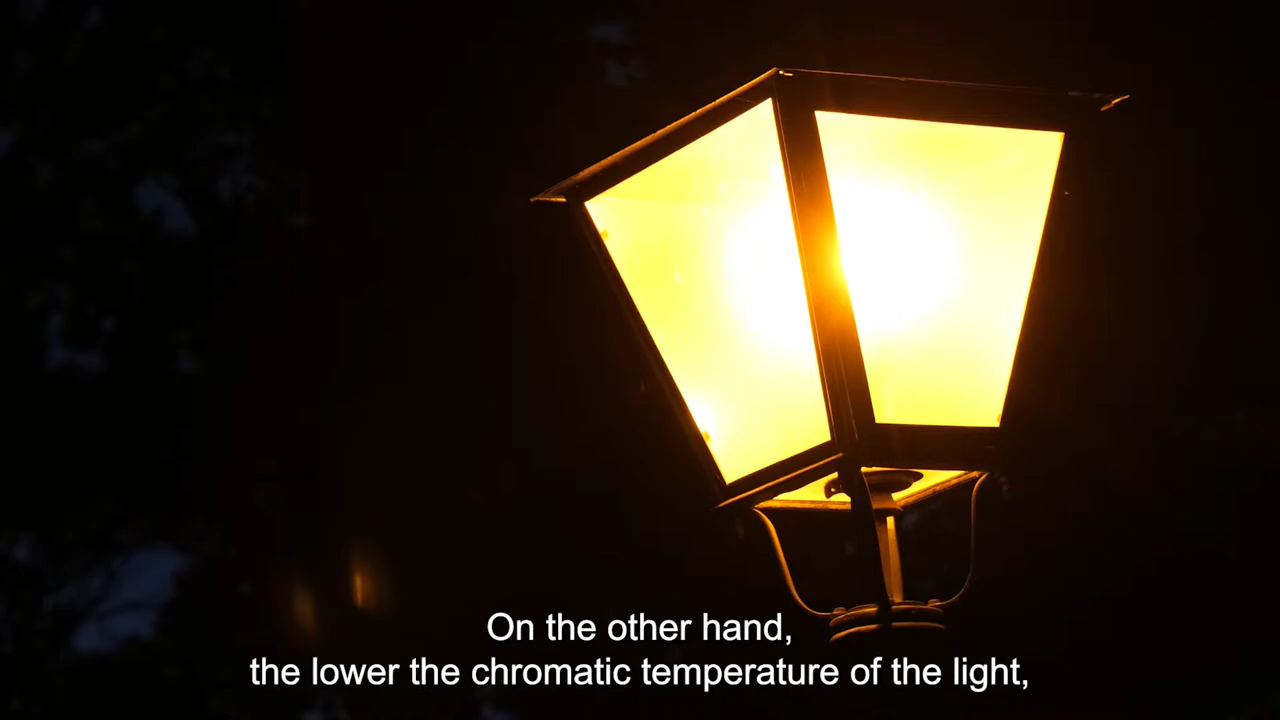 On the other hand,
the lower the chromatic temperature of the light,